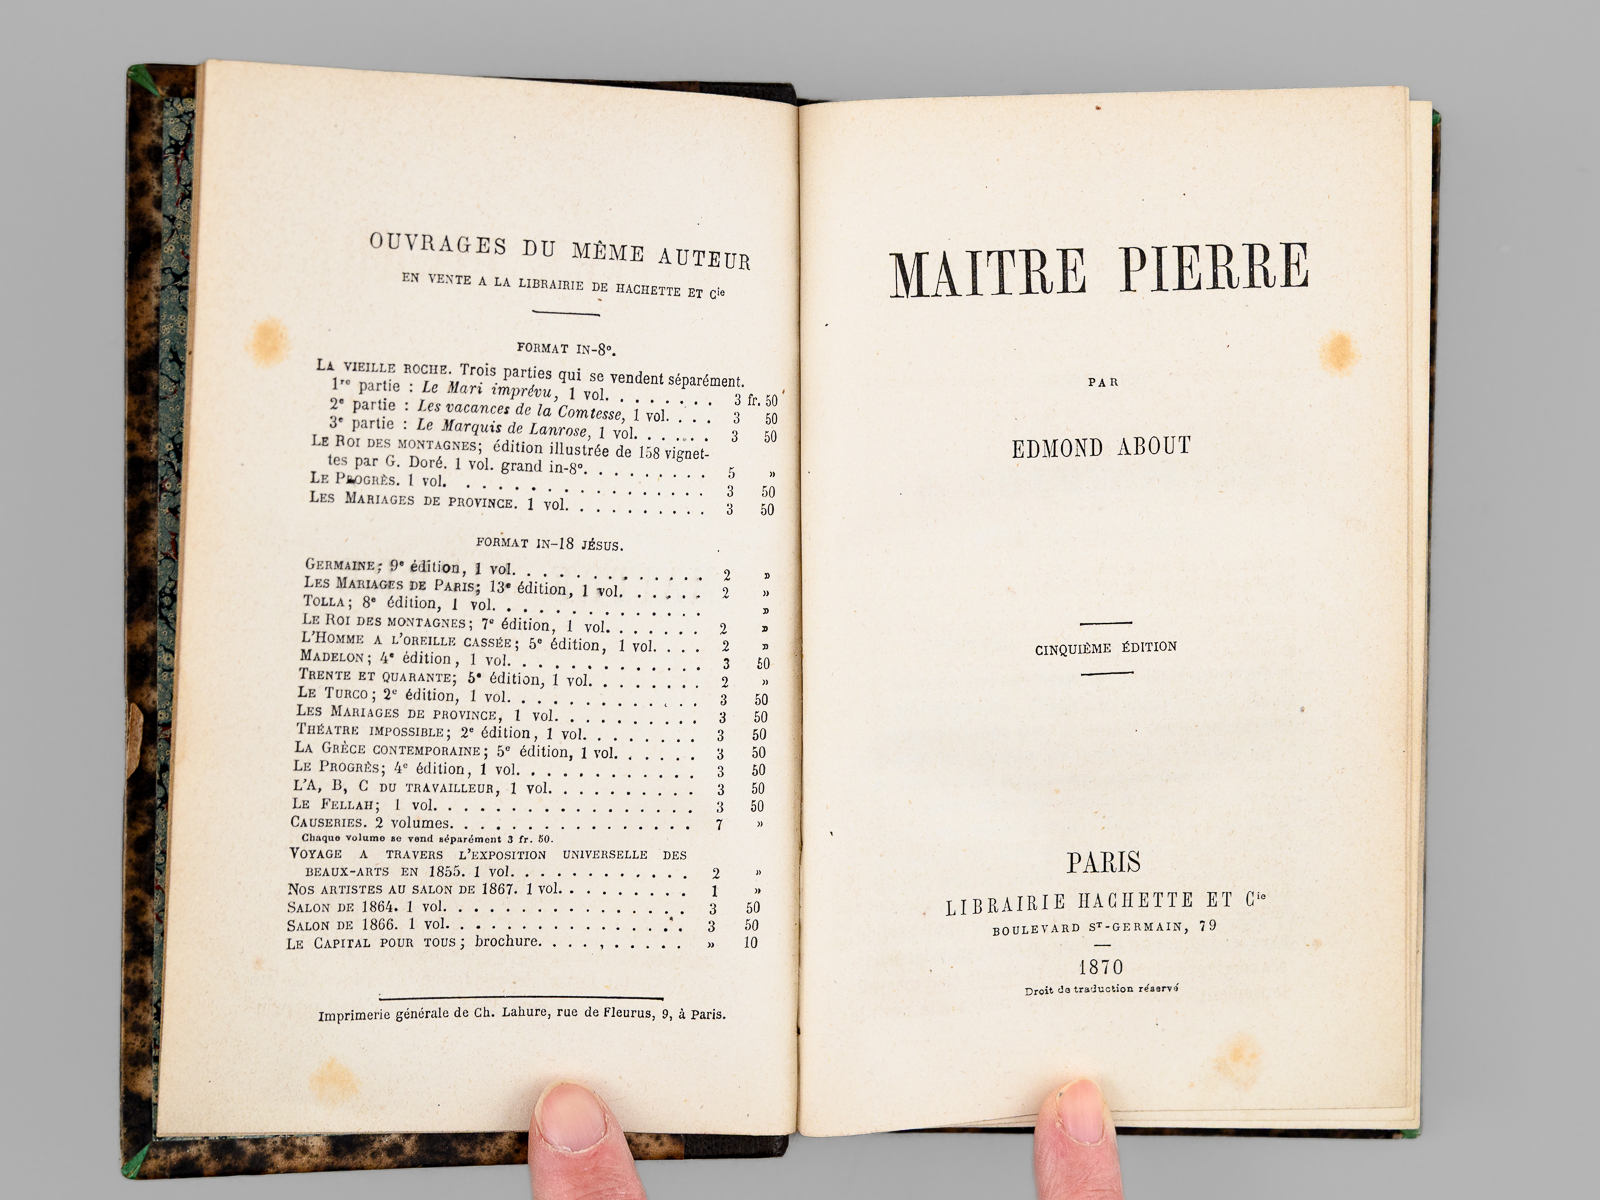 OUVRAGES DU MÊME AUTEUR
EN VENTE A LA LIBRAIRIE DE HACHETTE ET Cie
FORMAT IN-8º.
LA VIEILLE ROCHE. Trois parties qui se vendent séparément.
1re partie : Le Mari imprévu, 1 vol. . . . . . . . 3 fr. 50
2e partie : Les vacances de la Comtesse, 1 vol. . . . 3 50
3e partie : Le Marquis de Lanrose, 1 vol. . . . . . . 3 50
LE ROI DES MONTAGNES; édition illustrée de 158 vignet-
tes par G. Doré. 1 vol. grand in-8º. . . . . . . . . 5 »
LE PROGRÈS. 1 vol. . . . . . . . . . . . . . . . 3 50
LES MARIAGES DE PROVINCE. 1 vol. . . . . . . . . . 3 50
FORMAT IN-18 JÉSUS.
GERMAINE; 9e édition, 1 vol. . . . . . . . . . . . 2 »
LES MARIAGES DE PARIS; 13e édition, 1 vol. . . . . . 2 »
TOLLA; 8e édition, 1 vol. . . . . . . . . . . . . »
LE ROI DES MONTAGNES; 7e édition, 1 vol. . . . . . . 2 »
L'HOMME A L'OREILLE CASSÉE; 5e édition, 1 vol. . . . 2 »
MADELON; 4e édition, 1 vol. . . . . . . . . . . . 3 50
TRENTE ET QUARANTE; 5e édition, 1 vol. . . . . . . . 2 »
LE TURCO; 2e édition, 1 vol. . . . . . . . . . . . 3 50
LES MARIAGES DE PROVINCE, 1 vol. . . . . . . . . . 3 50
THÉATRE IMPOSSIBLE; 2e édition, 1 vol. . . . . . . . 3 50
LA GRÈCE CONTEMPORAINE; 5e édition, 1 vol. . . . . . 3 50
LE PROGRÈS; 4e édition, 1 vol. . . . . . . . . . . 3 50
L'A, B, C DU TRAVAILLEUR, 1 vol. . . . . . . . . . 3 50
LE FELLAH; 1 vol. . . . . . . . . . . . . . . . 3 50
CAUSERIES. 2 volumes. . . . . . . . . . . . . . . 7 »
Chaque volume se vend séparément 3 fr. 50.
VOYAGE A TRAVERS L'EXPOSITION UNIVERSELLE DES
BEAUX-ARTS EN 1855. 1 vol. . . . . . . . . . . . 2 »
NOS ARTISTES AU SALON DE 1867. 1 vol. . . . . . . . . 1 »
SALON DE 1864. 1 vol. . . . . . . . . . . . . . . 3 50
SALON DE 1866. 1 vol. . . . . . . . . . . . . . . 3 50
LE CAPITAL POUR TOUS; brochure. . . . . . . . . . » 10
Imprimerie générale de Ch. Lahure, rue de Fleurus, 9, à Paris.
MAITRE PIERRE
PAR
EDMOND ABOUT
CINQUIÈME ÉDITION
PARIS
LIBRAIRIE HACHETTE ET Cie
BOULEVARD ST-GERMAIN, 79
1870
Droit de traduction réservé